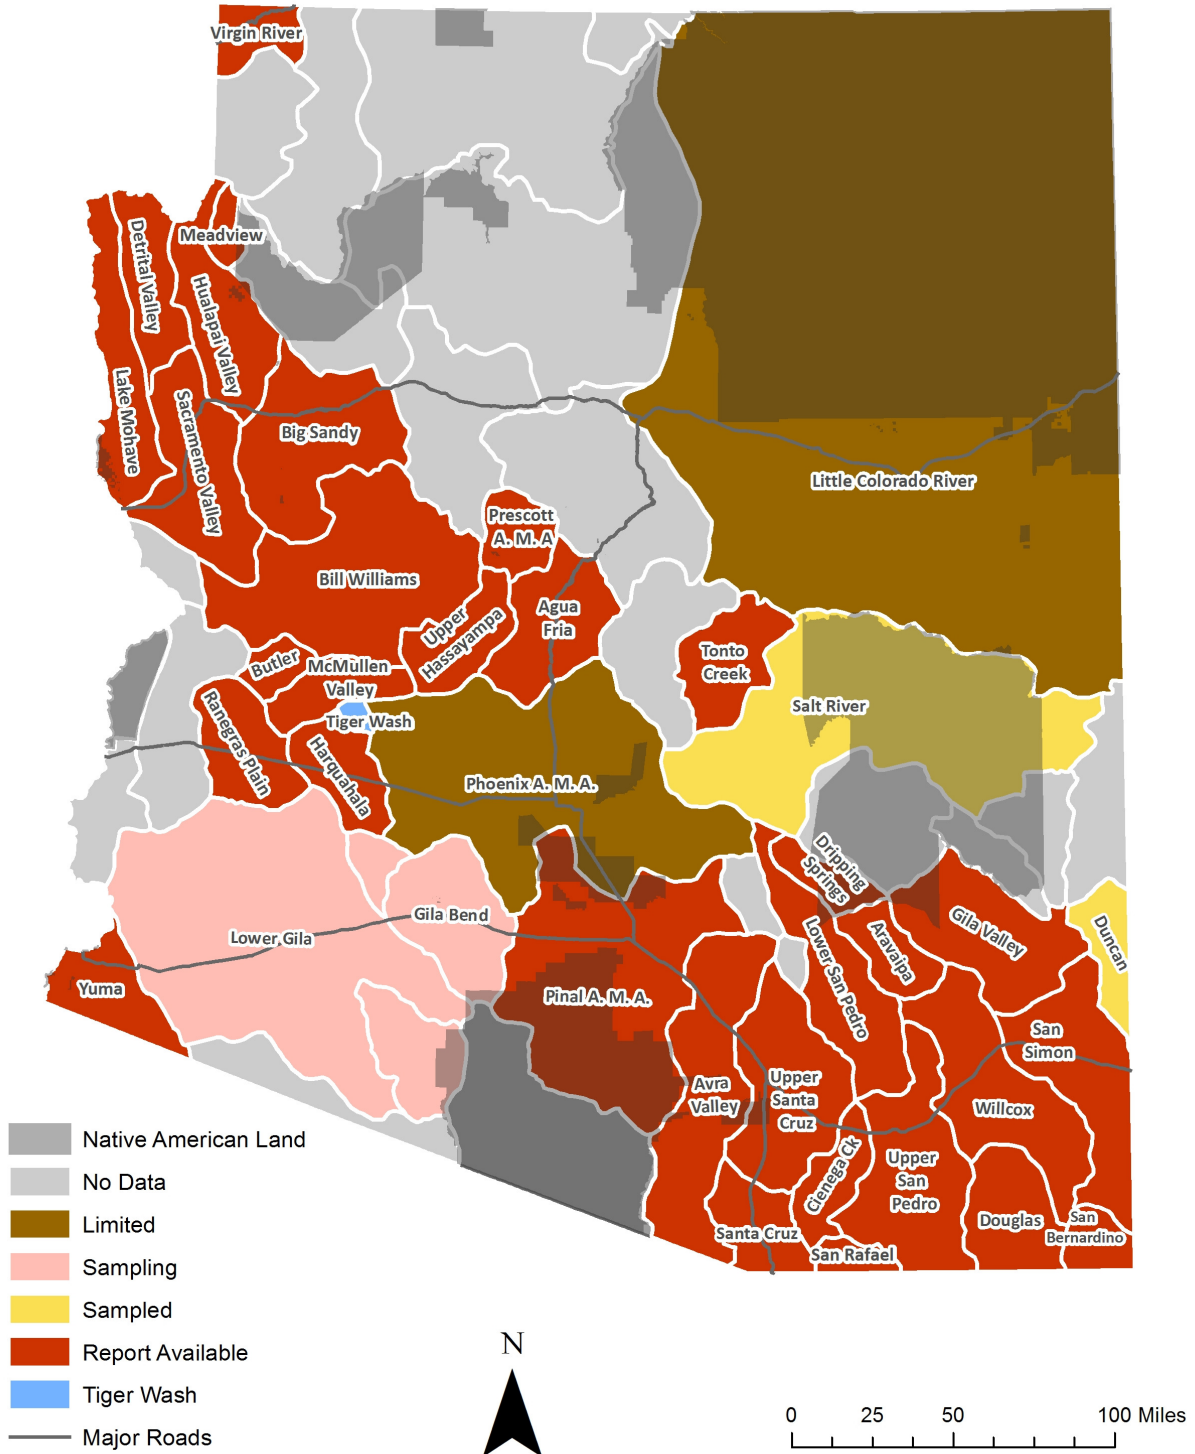 Virgin River
Meadview
Detrital Valley
Hualapai Valley
Lake Mohave
Sacramento Valley
Big Sandy
Little Colorado River
Prescott
A. M. A
Bill Williams
Upper
Hassayampa
Agua
Fria
Butler
McMullen
Valley
Tonto
Creek
Tiger Wash
Salt River
Ranegras Plain
Harquahala
Phoenix A. M. A.
Dripping
Springs
Gila Bend
Lower Gila
Lower San Pedro
Aravaipa
Gila Valley
Duncan
Yuma
Pinal A. M. A.
San
Simon
Avra
Valley
Upper
Santa
Cruz
Willcox
Cienega Ck
Upper
San
Pedro
Douglas
San
Bernardino
Santa Cruz
San Rafael
Native American Land
No Data
Limited
Sampling
Sampled
Report Available
Tiger Wash
Major Roads
N
0 25 50 100 Miles